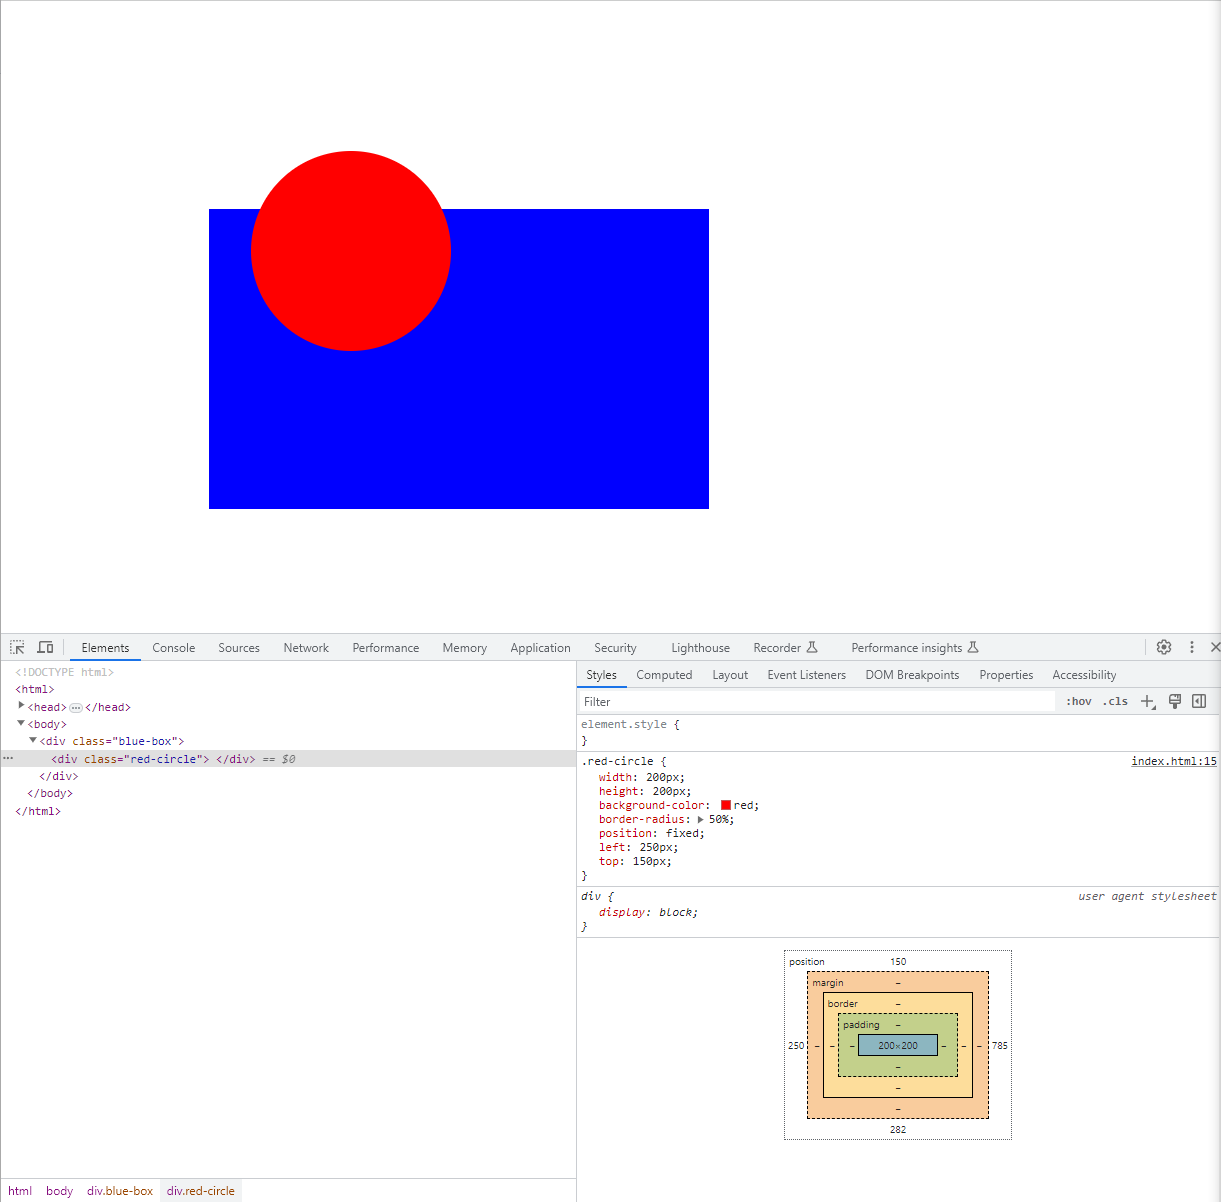 Elements Console Sources Network Performance Memory Application Security Lighthouse Recorder Performance insights
<!DOCTYPE html>
<html>
<head>…</head>
<body>
<div class="blue-box">
… <div class="red-circle"> </div> == $0
</div>
</body>
</html>
html body div.blue-box div.red-circle
Styles Computed Layout Event Listeners DOM Breakpoints Properties Accessibility
Filter :hov .cls
element.style {
}
.red-circle { index.html:15
width: 200px;
height: 200px;
background-color: red;
border-radius: 50%;
position: fixed;
left: 250px;
top: 150px;
}
div { user agent stylesheet
display: block;
}
position 150
margin –
border –
padding –
250 – – – 200×200 – – – 785
–
–
–
282